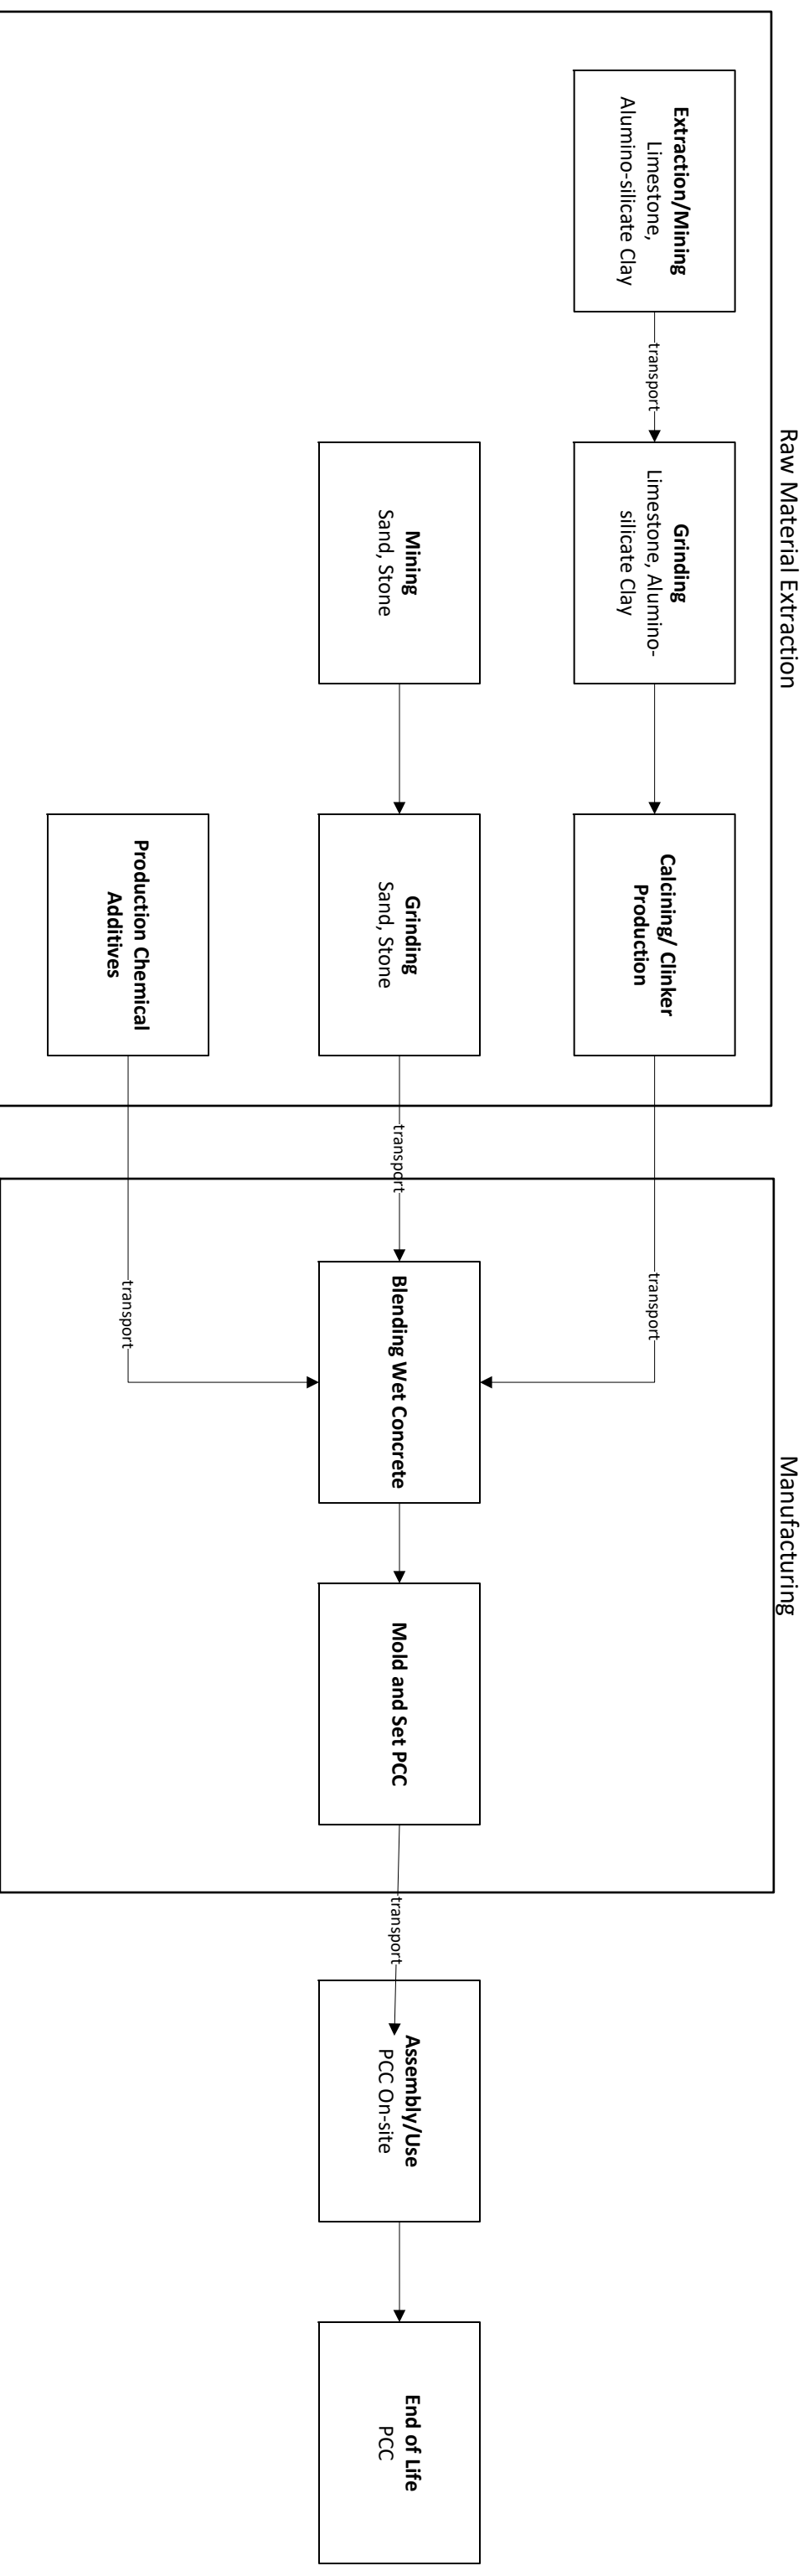 Raw Material Extraction
Extraction/Mining
Limestone,
Alumino-silicate Clay
transport
Grinding
Limestone, Alumino-
silicate Clay
Calcining/ Clinker
Production
transport
Mining
Sand, Stone
Grinding
Sand, Stone
transport
Production Chemical
Additives
transport
Manufacturing
Blending Wet Concrete
Mold and Set PCC
transport
Assembly/Use
PCC On-site
End of Life
PCC